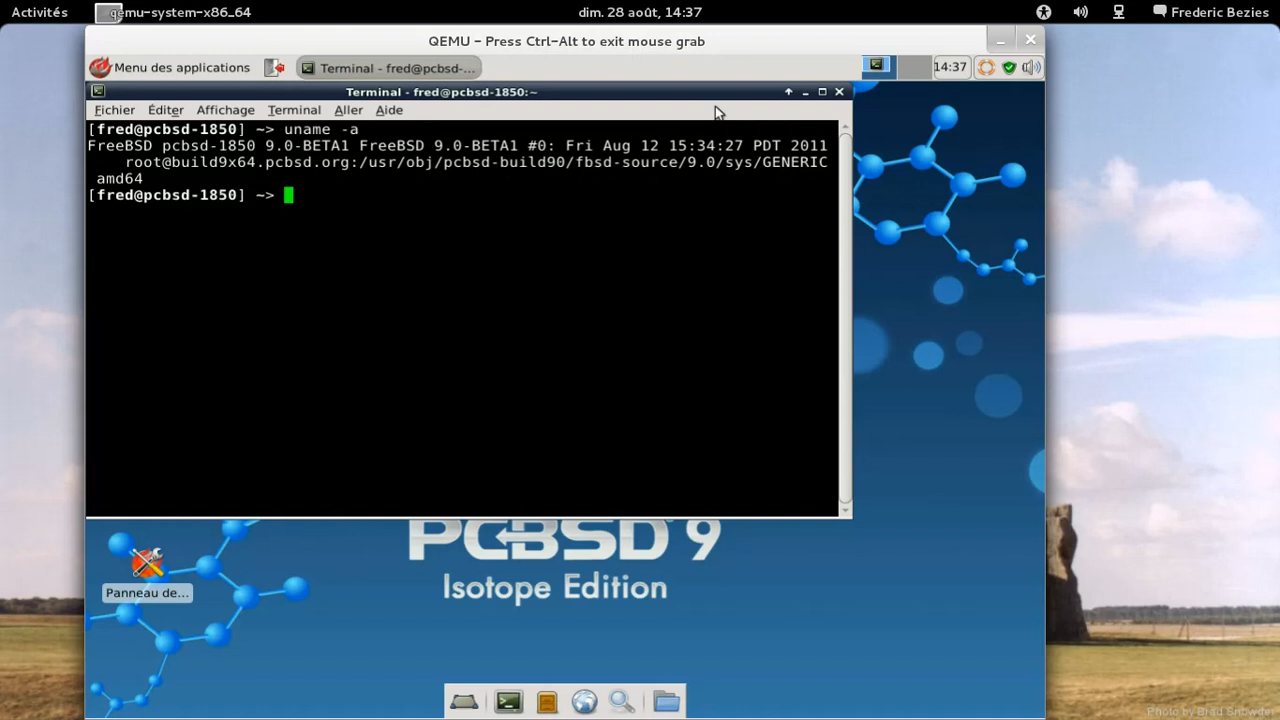 Activités
qemu-system-x86_64
dim. 28 août, 14:37
Frederic Bezies
QEMU - Press Ctrl-Alt to exit mouse grab
Menu des applications
Terminal - fred@pcbsd-...
14:37
Terminal - fred@pcbsd-1850:~
Fichier Éditer Affichage Terminal Aller Aide
[fred@pcbsd-1850] ~> uname -a
FreeBSD pcbsd-1850 9.0-BETA1 FreeBSD 9.0-BETA1 #0: Fri Aug 12 15:34:27 PDT 2011
root@build9x64.pcbsd.org:/usr/obj/pcbsd-build90/fbsd-source/9.0/sys/GENERIC
amd64
[fred@pcbsd-1850] ~>
PCBSD 9
Isotope Edition
Panneau de...
Photo by Brad Snowder